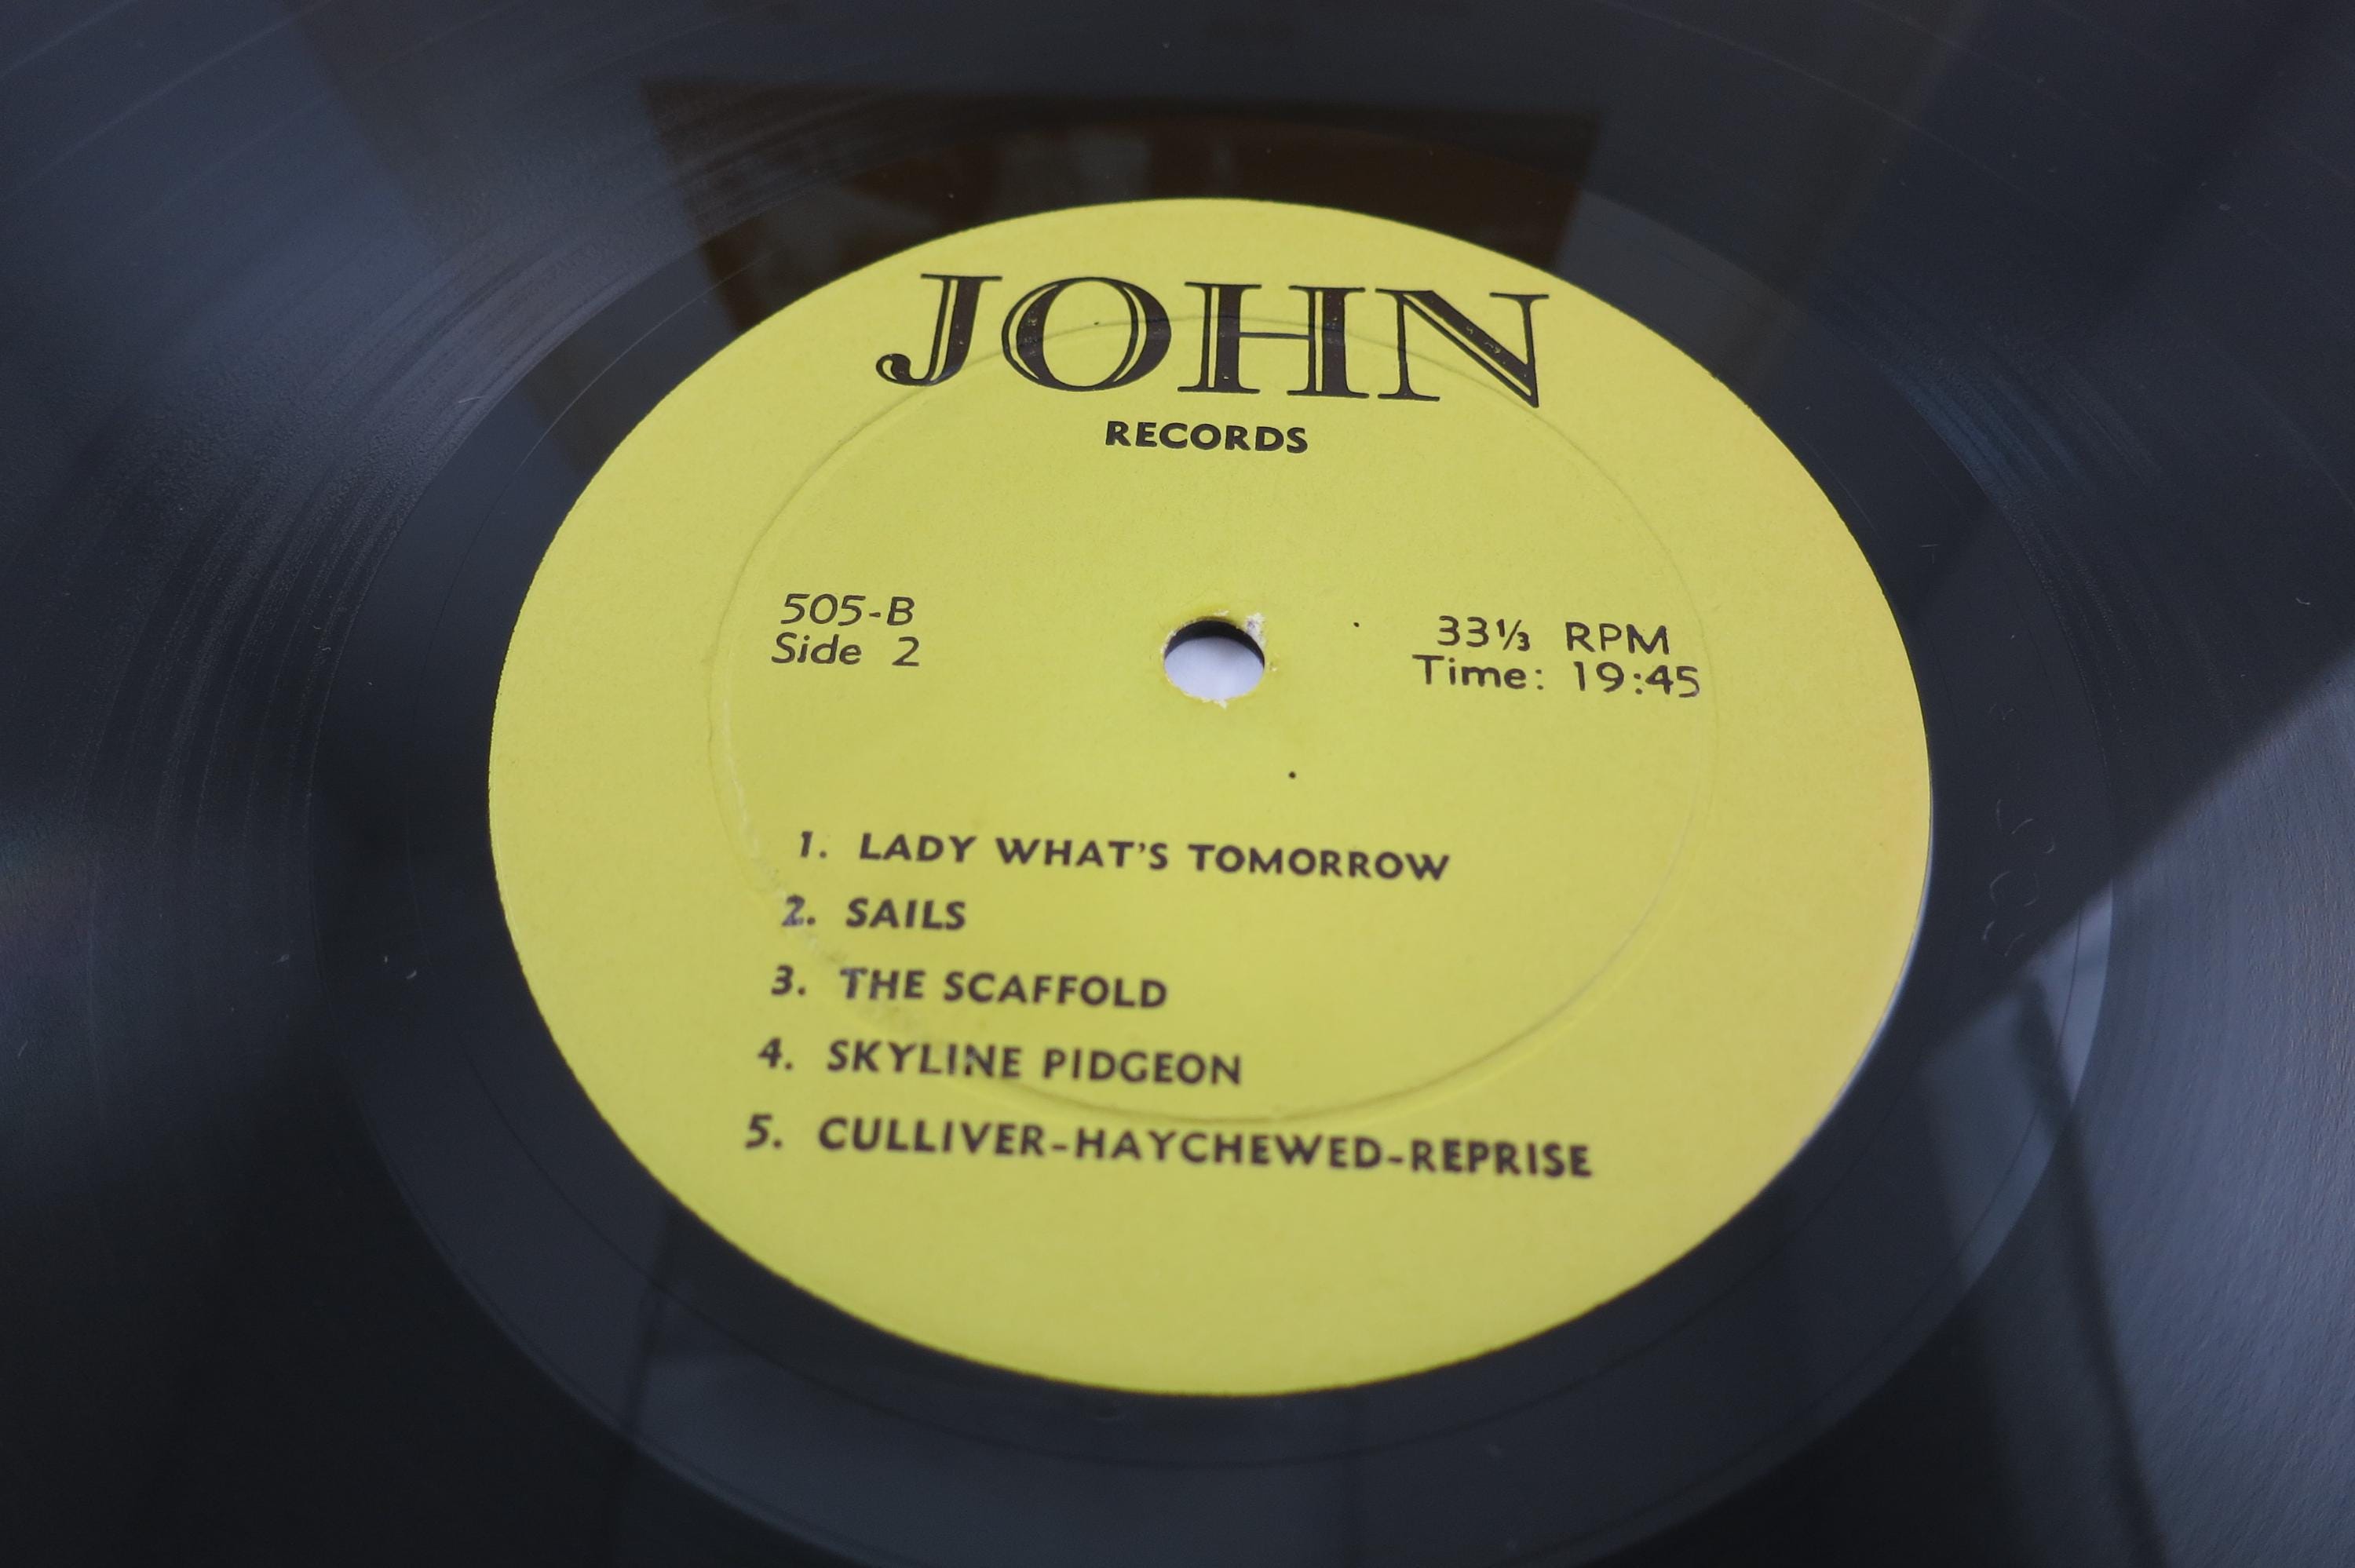 JOHN
RECORDS
505-B
Side 2
33⅓ RPM
Time: 19:45
1. LADY WHAT'S TOMORROW
2. SAILS
3. THE SCAFFOLD
4. SKYLINE PIDGEON
5. CULLIVER-HAYCHEWED-REPRISE